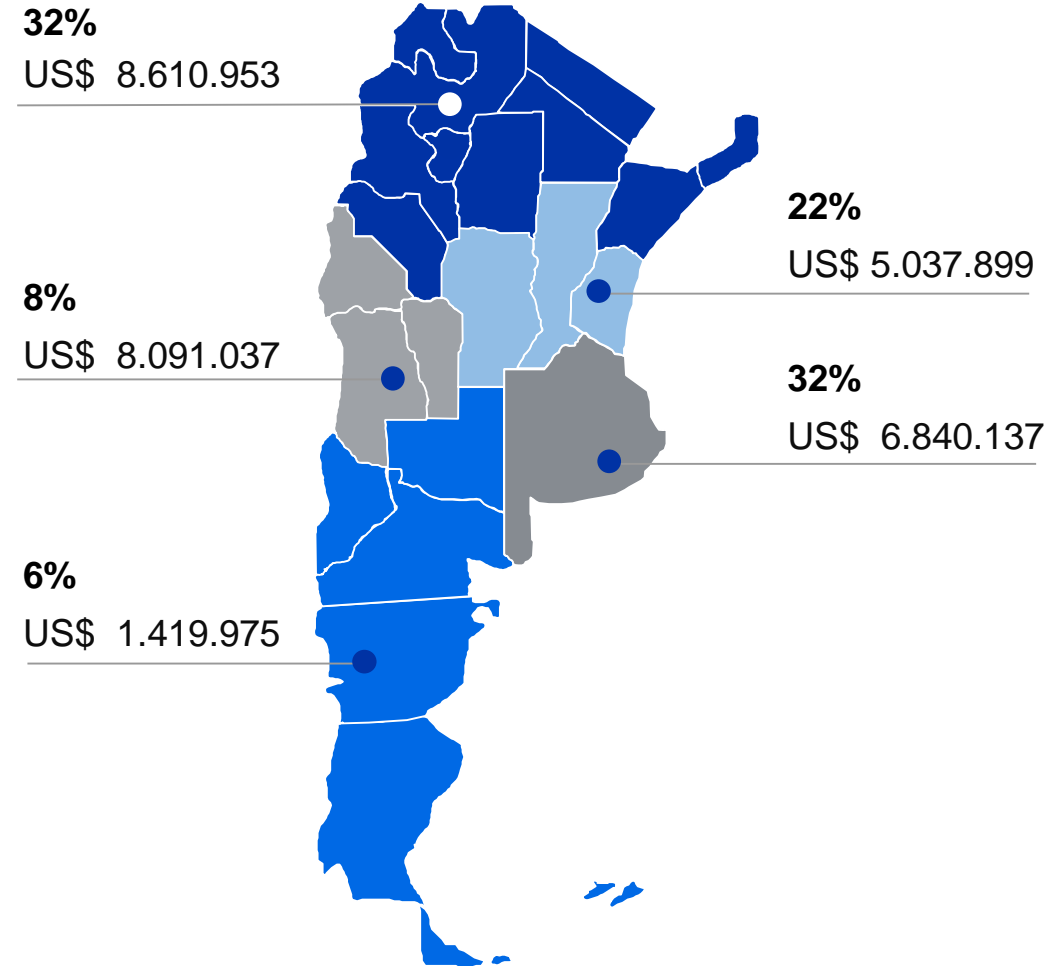 32%
US$ 8.610.953
22%
US$ 5.037.899
8%
US$ 8.091.037
32%
US$ 6.840.137
6%
US$ 1.419.975